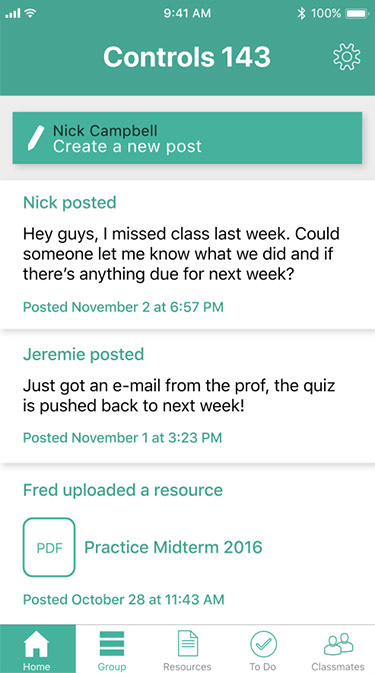 9:41 AM
100%
Controls 143
Nick Campbell
Create a new post
Nick posted
Hey guys, I missed class last week. Could
someone let me know what we did and if
there’s anything due for next week?
Posted November 2 at 6:57 PM
Jeremie posted
Just got an e-mail from the prof, the quiz
is pushed back to next week!
Posted November 1 at 3:23 PM
Fred uploaded a resource
PDF
Practice Midterm 2016
Posted October 28 at 11:43 AM
Home
Group
Resources
To Do
Classmates